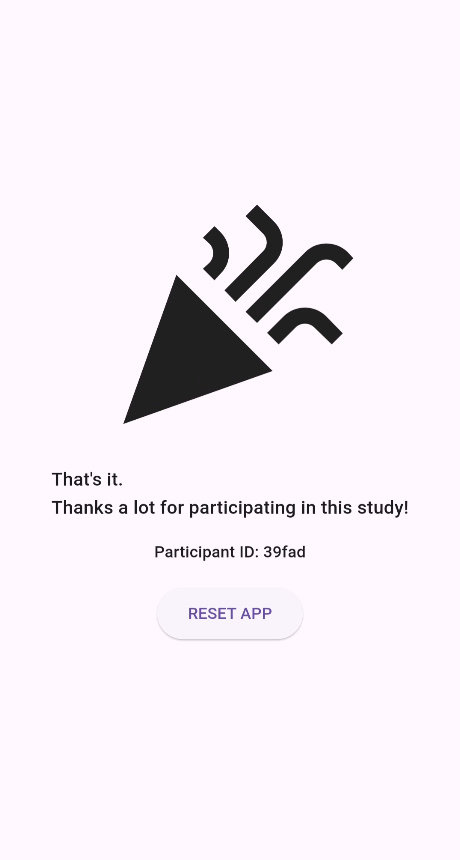 That's it.
Thanks a lot for participating in this study!
Participant ID: 39fad
RESET APP